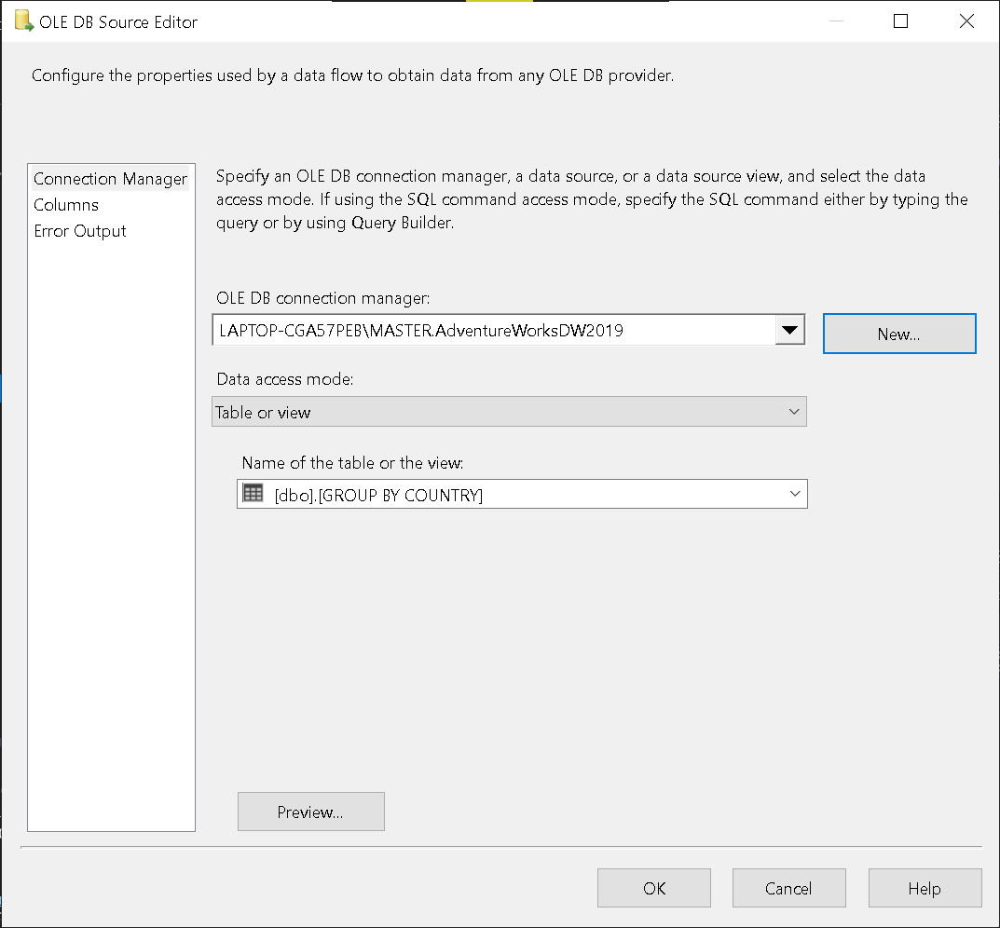 OLE DB Source Editor
Configure the properties used by a data flow to obtain data from any OLE DB provider.
Connection Manager
Columns
Error Output
Specify an OLE DB connection manager, a data source, or a data source view, and select the data
access mode. If using the SQL command access mode, specify the SQL command either by typing the
query or by using Query Builder.
OLE DB connection manager:
LAPTOP-CGA57PEB\MASTER.AdventureWorksDW2019
New...
Data access mode:
Table or view
Name of the table or the view:
[dbo].[GROUP BY COUNTRY]
Preview...
OK
Cancel
Help